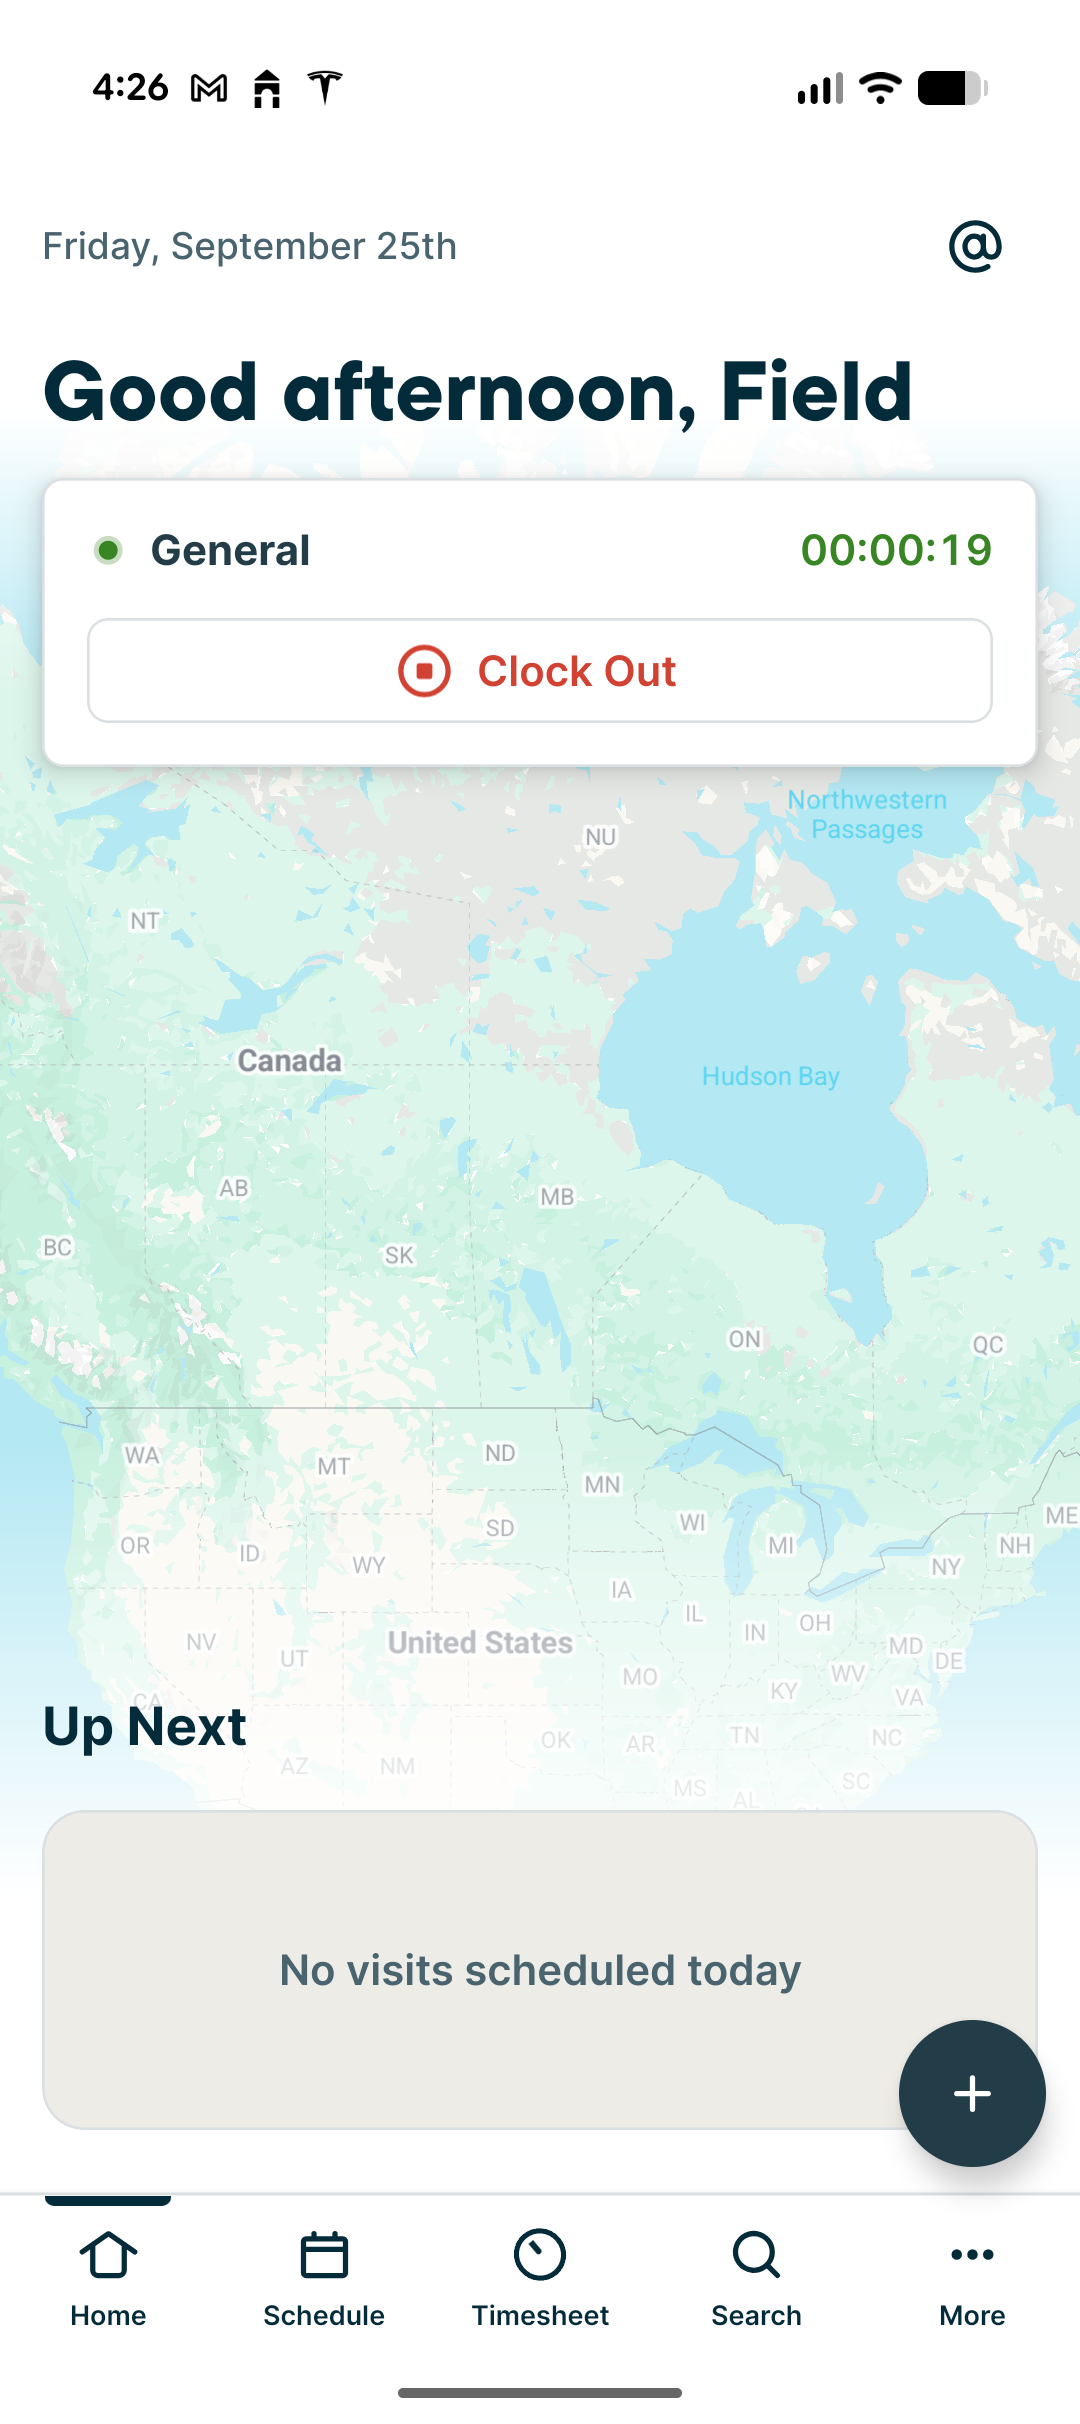 4:26
Friday, September 25th
Good afternoon, Field
General
00:00:19
Clock Out
Northwestern
Passages
NU
NT
Canada
Hudson Bay
AB
MB
BC
SK
ON
QC
WA
MT
ND
MN
ME
OR
ID
WY
SD
WI
MI
NY
NH
IA
IL
IN
OH
NV
UT
United States
MO
KY
WV
MD
DE
VA
CA
Up Next
AZ
NM
OK
AR
TN
NC
MS
AL
SC
No visits scheduled today
Home
Schedule
Timesheet
Search
More